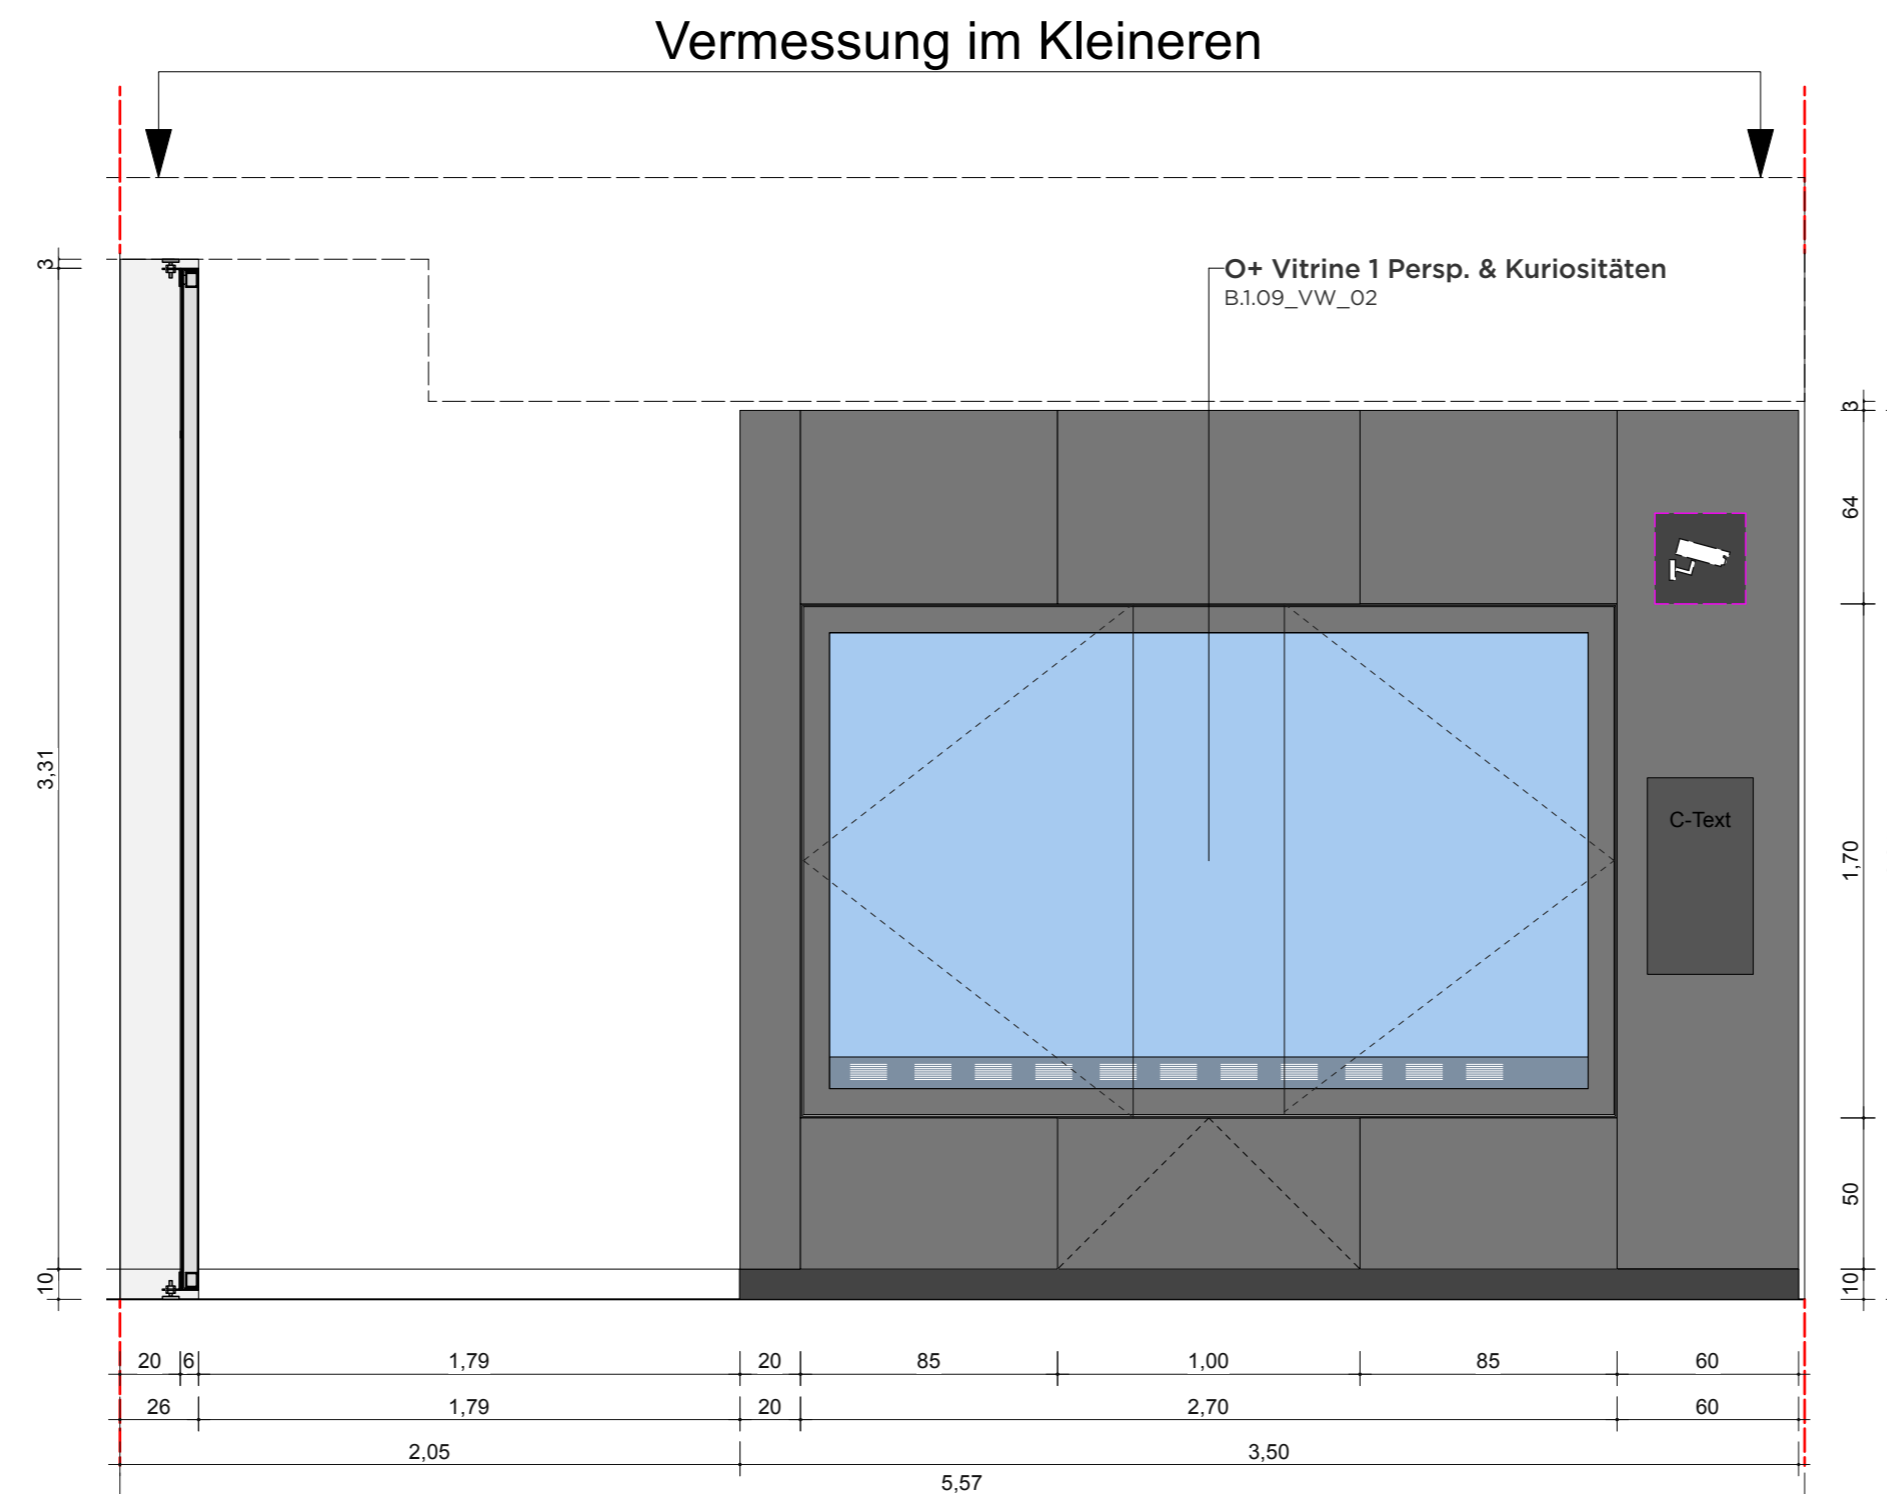 Vermessung im Kleineren
O+ Vitrine 1 Persp. & Kuriositäten
B.1.09_VW_02
3
3,31
10
3
64
1,70
50
10
C-Text
20 6 1,79 20 85 1,00 85 60
26 1,79 20 2,70 60
2,05 3,50
5,57